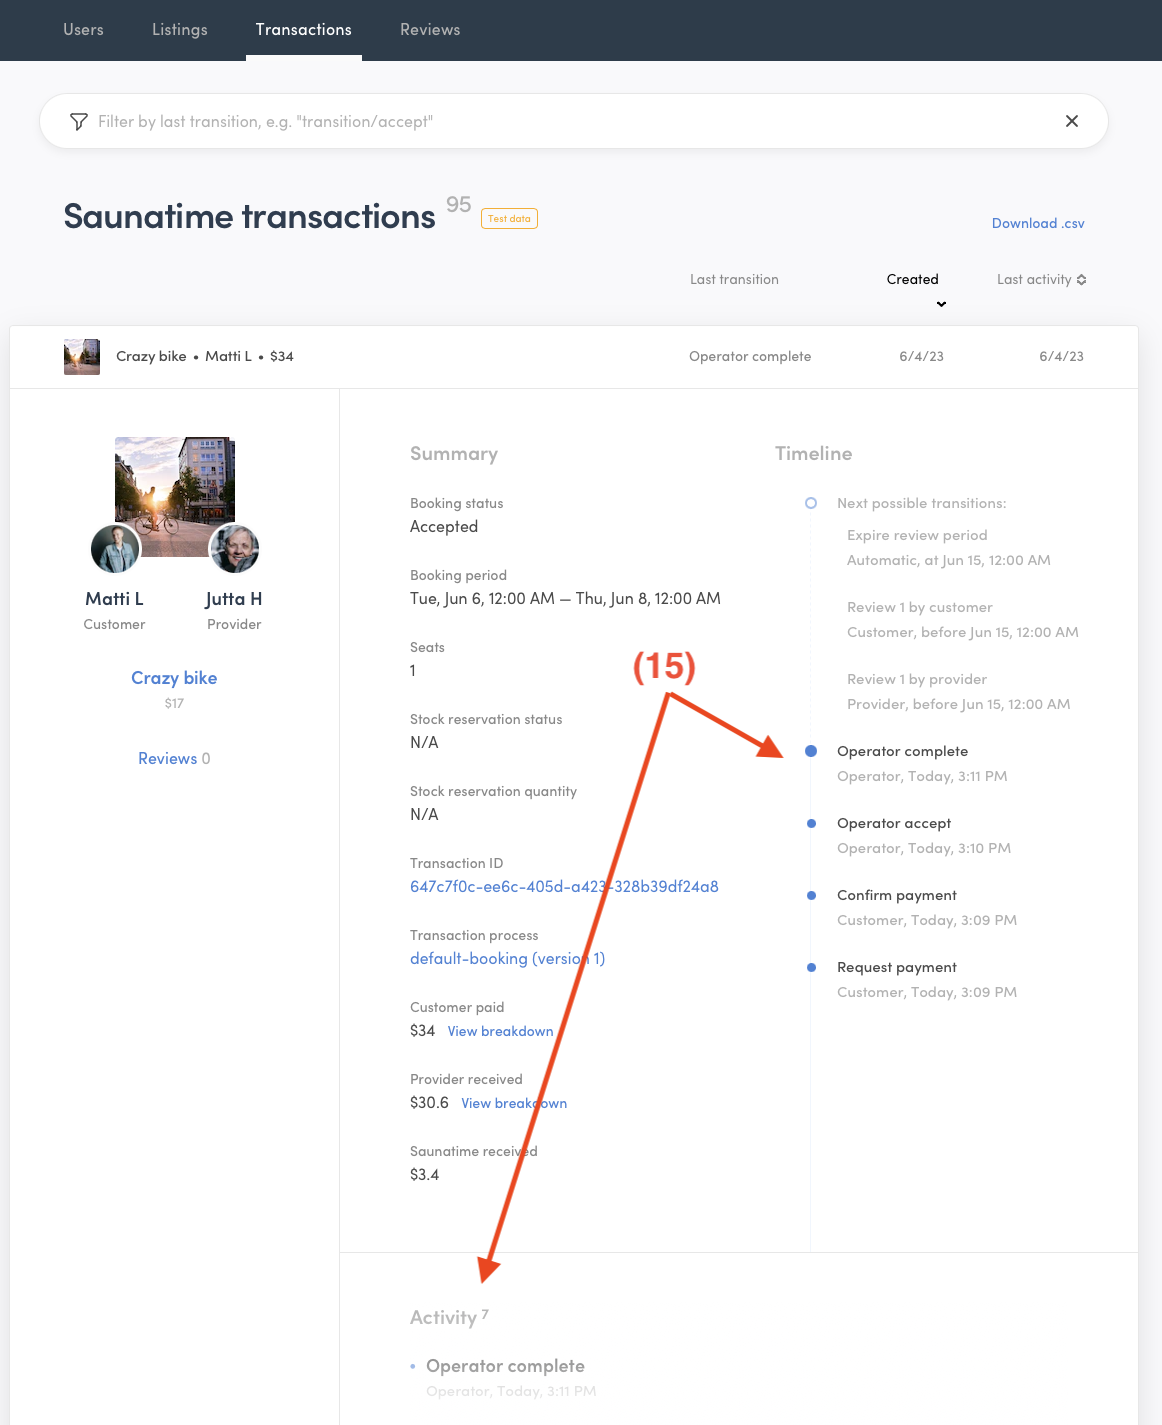 Users Listings Transactions Reviews
Filter by last transition, e.g. "transition/accept"
Saunatime transactions 95 Test data
Download .csv
Last transition Created Last activity
Crazy bike • Matti L • $34 Operator complete 6/4/23 6/4/23
Matti L
Customer
Jutta H
Provider
Crazy bike
$17
Reviews 0
Summary
Booking status
Accepted
Booking period
Tue, Jun 6, 12:00 AM — Thu, Jun 8, 12:00 AM
Seats
1
Stock reservation status
N/A
Stock reservation quantity
N/A
Transaction ID
647c7f0c-ee6c-405d-a423-328b39df24a8
Transaction process
default-booking (version 1)
Customer paid
$34 View breakdown
Provider received
$30.6 View breakdown
Saunatime received
$3.4
(15)
Timeline
Next possible transitions:
Expire review period
Automatic, at Jun 15, 12:00 AM
Review 1 by customer
Customer, before Jun 15, 12:00 AM
Review 1 by provider
Provider, before Jun 15, 12:00 AM
Operator complete
Operator, Today, 3:11 PM
Operator accept
Operator, Today, 3:10 PM
Confirm payment
Customer, Today, 3:09 PM
Request payment
Customer, Today, 3:09 PM
Activity 7
Operator complete
Operator, Today, 3:11 PM